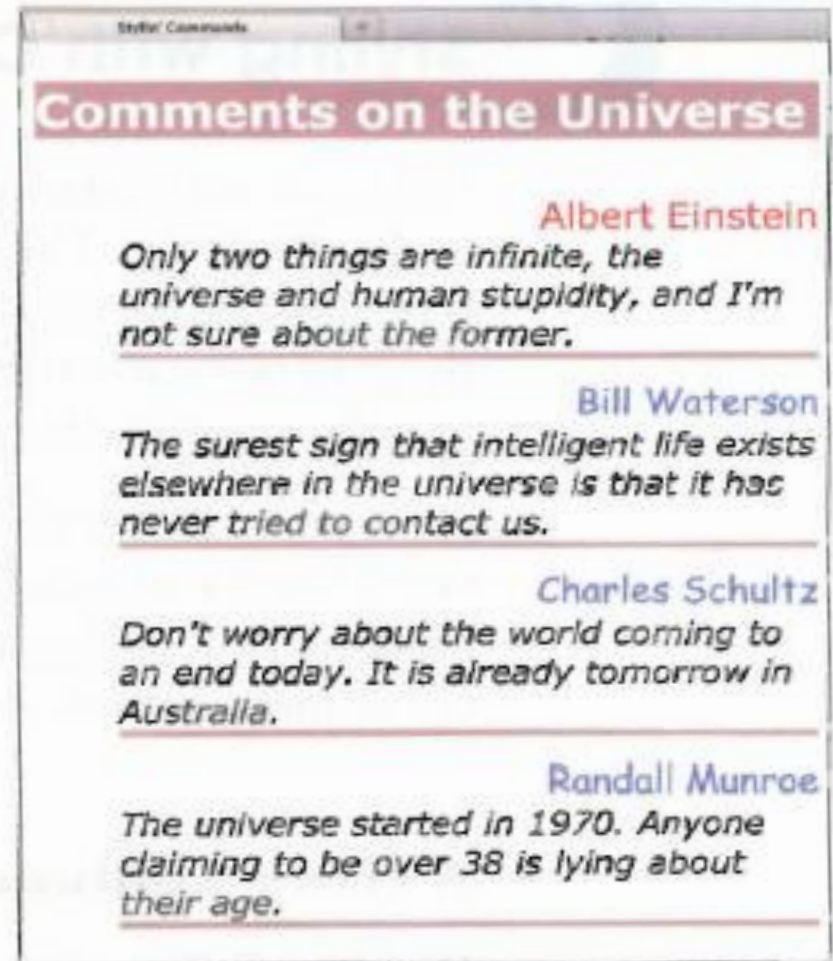 Stylin' Commands
Comments on the Universe
Albert Einstein
Only two things are infinite, the
universe and human stupidity, and I'm
not sure about the former.
Bill Waterson
The surest sign that intelligent life exists
elsewhere in the universe is that it has
never tried to contact us.
Charles Schultz
Don't worry about the world coming to
an end today. It is already tomorrow in
Australia.
Randall Munroe
The universe started in 1970. Anyone
claiming to be over 38 is lying about
their age.